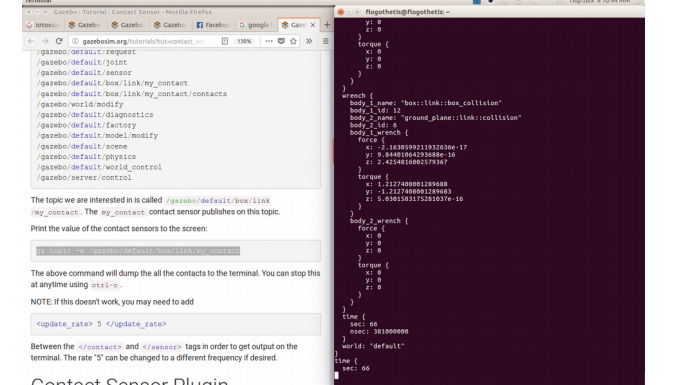 Terminal
Gazebo : Tutorial : Contact Sensor - Mozilla Firefox
Gazebo
Gazebo
Gazebo
Facebo
google
Gaze
gazebosim.org/tutorials?tut=contact_se
130%
/gazebo/default/request
/gazebo/default/joint
/gazebo/default/sensor
/gazebo/default/box/link/my_contact
/gazebo/default/box/link/my_contact/contacts
/gazebo/world/modify
/gazebo/default/diagnostics
/gazebo/default/factory
/gazebo/default/model/modify
/gazebo/default/scene
/gazebo/default/physics
/gazebo/default/world_control
/gazebo/server/control
The topic we are interested in is called /gazebo/default/box/link
/my_contact . The my_contact contact sensor publishes on this topic.
Print the value of the contact sensors to the screen:
gz topic -e /gazebo/default/box/link/my_contact
The above command will dump the all the contacts to the terminal. You can stop this
at anytime using ctrl-c.
NOTE: If this doesn't work, you may need to add
<update_rate> 5 </update_rate>
Between the </contact> and </sensor> tags in order to get output on the
terminal. The rate "5" can be changed to a different frequency if desired.
Contact Sensor Plugin
flogothetis@flogothetis: ~
y: 0
z: 0
}
torque {
x: 0
y: 0
z: 0
}
}
}
wrench {
body_1_name: "box::link::box_collision"
body_1_id: 12
body_2_name: "ground_plane::link::collision"
body_2_id: 6
body_1_wrench {
force {
x: -2.1630599211932636e-17
y: 9.84401064293688e-16
z: 2.4254816002579367
}
torque {
x: 1.2127408001289688
y: -1.2127408001289683
z: 5.0301583175281037e-16
}
}
body_2_wrench {
force {
x: 0
y: 0
z: 0
}
torque {
x: 0
y: 0
z: 0
}
}
}
time {
sec: 66
nsec: 381000000
}
world: "default"
}
time {
sec: 66